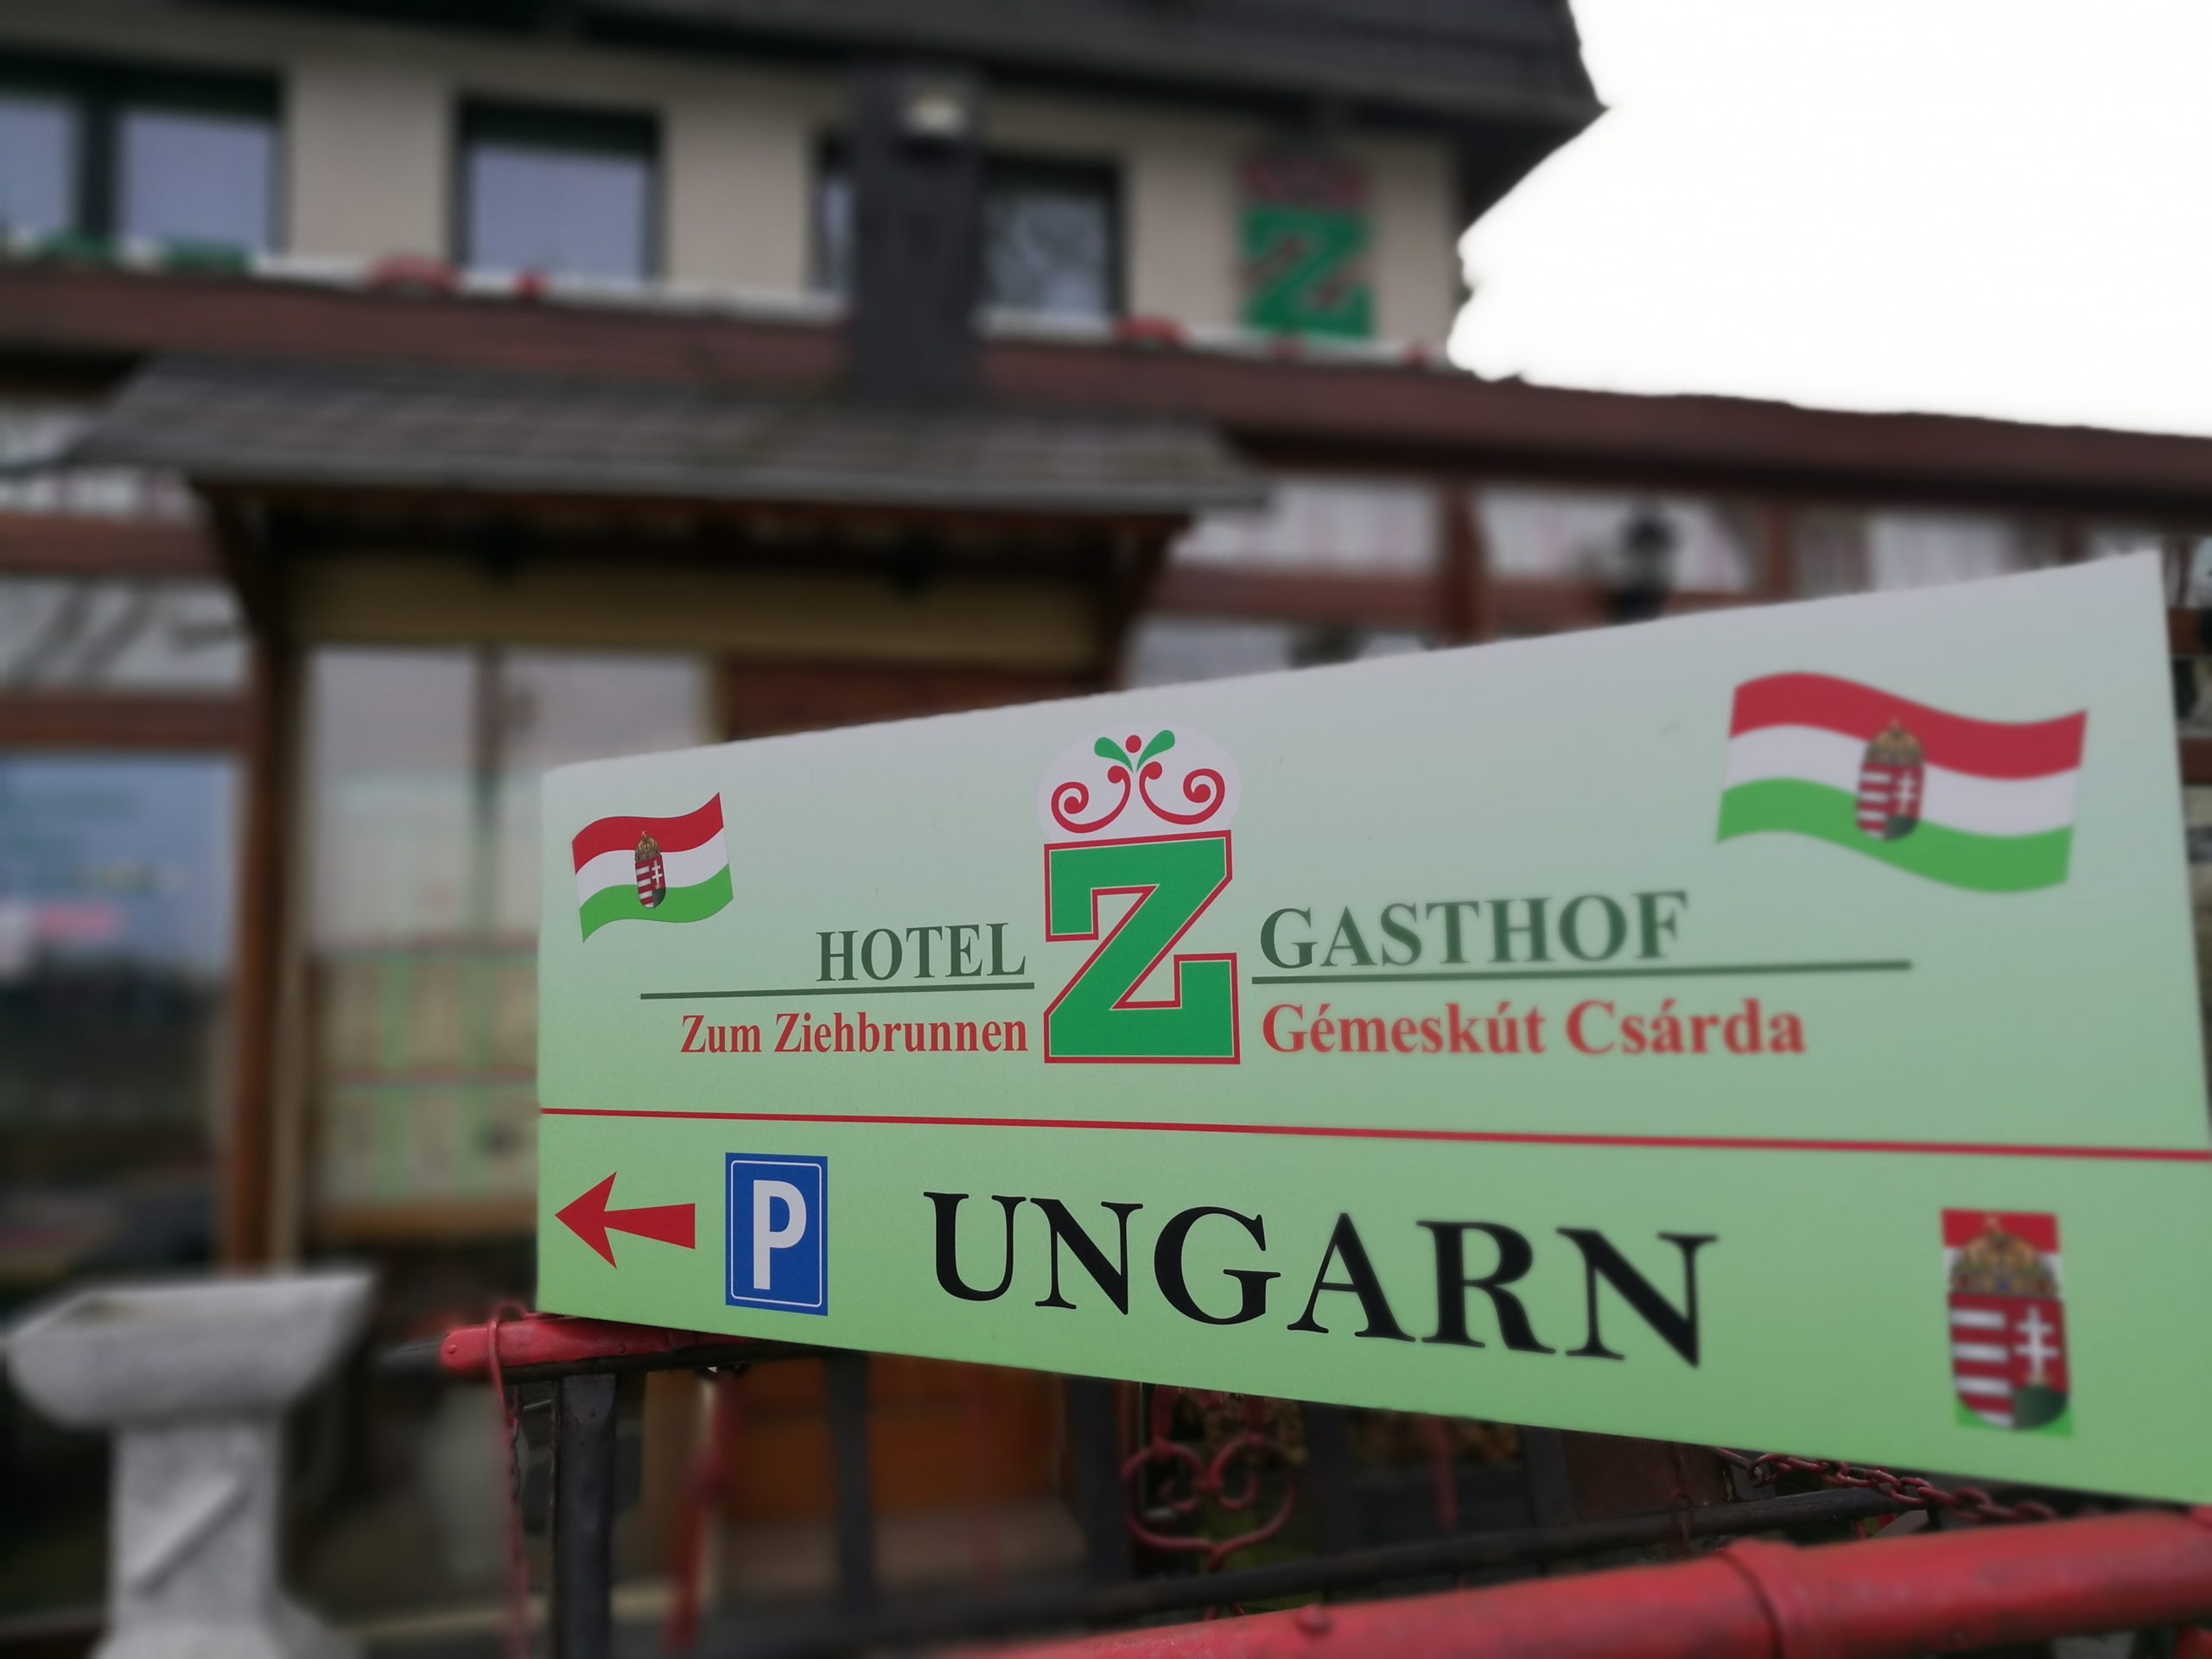 HOTEL Z GASTHOF
Zum Ziehbrunnen Gémeskút Csárda
P UNGARN
Z